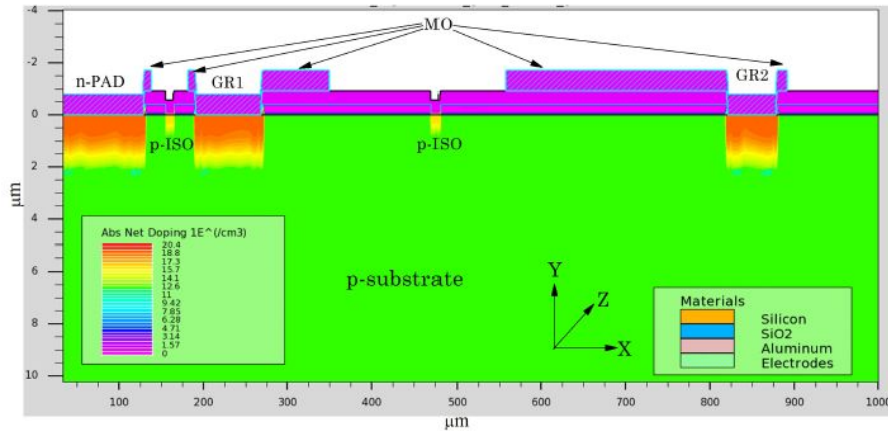 -4
MO
-2
n-PAD GR1 GR2
0
p-ISO p-ISO
2
4
μm
Abs Net Doping 1E^(/cm3)
20.4
18.8
17.3
15.7
14.1
12.6
11
9.42
7.85
6.28
4.71
3.14
1.57
0
p-substrate
Y
Z
X
6
Materials
Silicon
SiO2
Aluminum
Electrodes
8
10
100 200 300 400 500 600 700 800 900 1000
μm